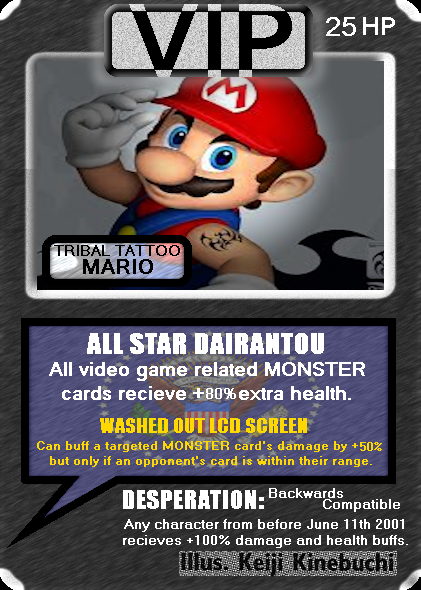 VIP
25 HP
M
TRIBAL TATTOO
MARIO
ALL STAR DAIRANTOU
All video game related MONSTER
cards recieve +80% extra health.
WASHED OUT LCD SCREEN
Can buff a targeted MONSTER card's damage by +50%
but only if an opponent's card is within their range.
DESPERATION: Backwards
Compatible
Any character from before June 11th 2001
recieves +100% damage and health buffs.
Illus. Keiji Kinebuchi